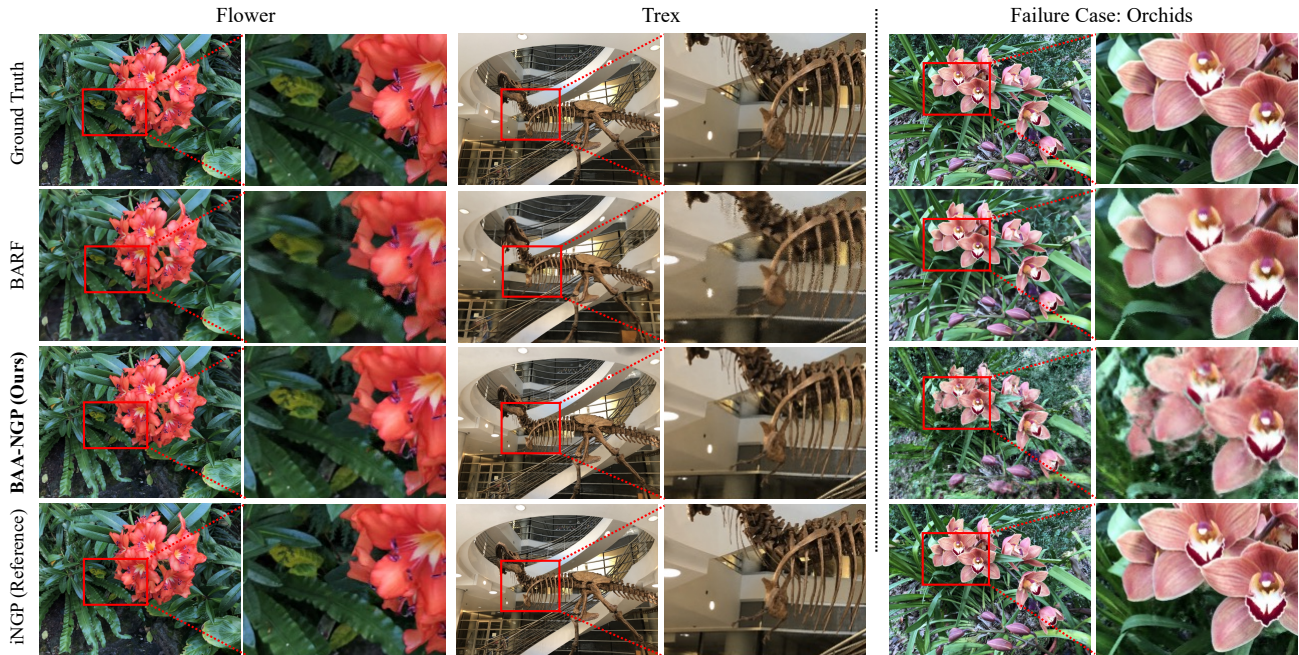 Flower
Trex
Failure Case: Orchids
Ground Truth
BARF
BAA-NGP (Ours)
iNGP (Reference)